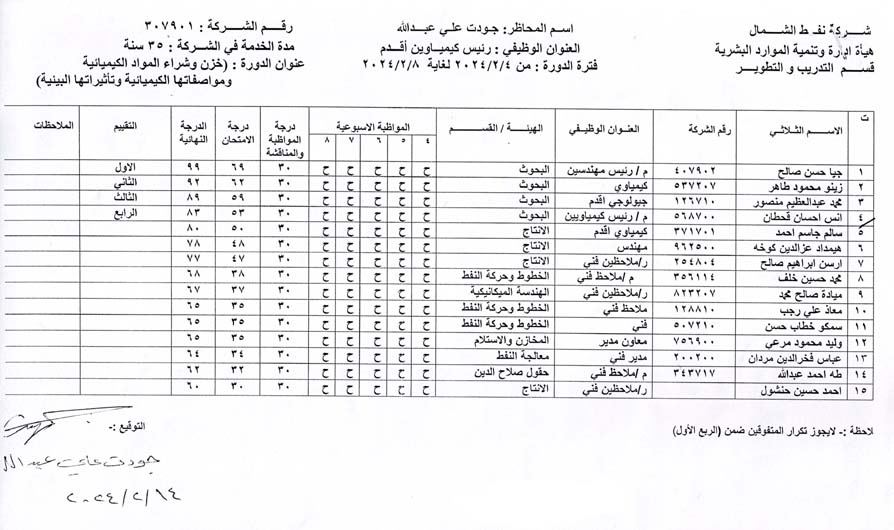 شركة نفط الشمال
هيأة ادارة وتنمية الموارد البشرية
قسم التدريب و التطوير
اسم المحاظر: جودت علي عبدالله
العنوان الوظيفي: رئيس كيمياوين أقدم
فترة الدورة: من ٢٠٢٤/٢/٤ لغاية ٢٠٢٤/٢/٨
رقم الشركة : ٣٠٧٩٠١
مدة الخدمة في الشركة: ٣٥ سنة
عنوان الدورة: (خزن وشراء المواد الكيميائية
ومواصفاتها الكيميائية وتأثيراتها البيئية)
ت الاسم الثلاثي رقم الشركة العنوان الوظيفي الهيئة / القسم المواظبة الاسبوعية درجة المواظبة والمناقشة درجة الامتحان الدرجة النهائية التقييم الملاحظات
٤ ٥ ٦ ٧ ٨
١ جيا حسن صالح ٤٠٧٩٠٢ م / رئيس مهندسين البحوث ح ح ح ح ح ٣٠ ٦٩ ٩٩ الاول
٢ زينو محمود طاهر ٥٣٧٢٠٧ كيمياوي البحوث ح ح ح ح ح ٣٠ ٦٢ ٩٢ الثاني
٣ محمد عبدالعظيم منصور ١٢٦٧١٠ جيولوجي اقدم البحوث ح ح ح ح ح ٣٠ ٥٩ ٨٩ الثالث
٤ انس احسان قحطان ٥٦٨٧٠٠ م / رئيس كيمياويين البحوث ح ح ح ح ح ٣٠ ٥٣ ٨٣ الرابع
٥ سالم جاسم احمد ٣٧١٧٠١ كيمياوي اقدم الانتاج ح ح ح ح ح ٣٠ ٥٠ ٨٠
٦ هيمداد عزالدين كوخه ٩٦٢٥٠٠ مهندس الانتاج ح ح ح ح ح ٣٠ ٤٨ ٧٨
٧ ارسن ابراهيم صالح ٢٥٤٨٠٤ ر/ملاحظين فني الانتاج ح ح ح ح ح ٣٠ ٤٧ ٧٧
٨ محمد حسين خلف ٣٥٦١١٤ م /ملاحظ فني الخطوط وحركة النفط ح ح ح ح ح ٣٠ ٣٨ ٦٨
٩ ميادة صالح محمد ٨٢٣٢٠٧ ر/ملاحظين فني الهندسة الميكانيكية ح ح ح ح ح ٣٠ ٣٧ ٦٧
١٠ معاذ علي رجب ١٢٨٨١٠ ملاحظ فني الخطوط وحركة النفط ح ح ح ح ح ٣٠ ٣٥ ٦٥
١١ سمكو خطاب حسن ٥٠٧٢١٠ فني الخطوط وحركة النفط ح ح ح ح ح ٣٠ ٣٥ ٦٥
١٢ وليد محمود مرعي ٧٥٦٩٠٠ معاون مدير المخازن والاستلام ح ح ح ح ح ٣٠ ٣٥ ٦٥
١٣ عباس فخرالدين مردان ٢٠٠٢٠٠ مدير فني معالجة النفط ح ح ح ح ح ٣٠ ٣٤ ٦٤
١٤ طه احمد عبدالله ٣٤٣٧١٧ م/ملاحظ فني حقول صلاح الدين ح ح ح ح ح ٣٠ ٣٢ ٦٢
١٥ احمد حسين حنشول ر/ملاحظين فني الانتاج ح ح ح ح ح ٣٠ ٣٠ ٦٠
لاحظة :- لايجوز تكرار المتفوقين ضمن (الربع الأول)
التوقيع :-
جودت علي عبدالله
٢٠٢٤/٢/١٤